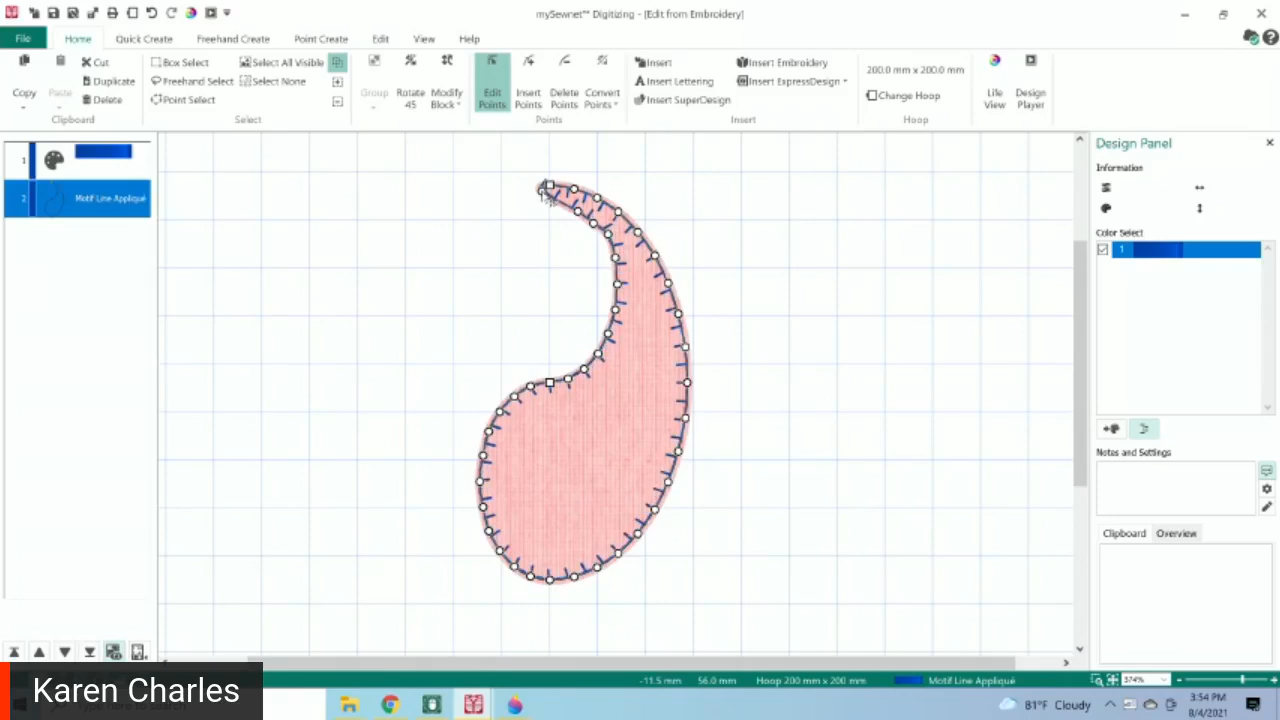 mySewnet™ Digitizing - [Edit from Embroidery]
File Home Quick Create Freehand Create Point Create Edit View Help
Copy
Paste
Cut
Duplicate
Delete
Clipboard
Box Select
Freehand Select
Point Select
Select All Visible
Select None
Select
Group
Rotate 45
Modify Block
Edit Points
Insert Points
Delete Points
Convert Points
Points
Insert
Insert Lettering
Insert SuperDesign
Insert Embroidery
Insert ExpressDesign
Insert
200.0 mm x 200.0 mm
Change Hoop
Hoop
Life View
Design Player
1
2 Motif Line Appliqué
Design Panel
Information
Color Select
1
Notes and Settings
Clipboard Overview
-11.5 mm 56.0 mm Hoop 200 mm x 200 mm Motif Line Appliqué 374%
Karen Charles
81°F Cloudy
3:54 PM
8/4/2021